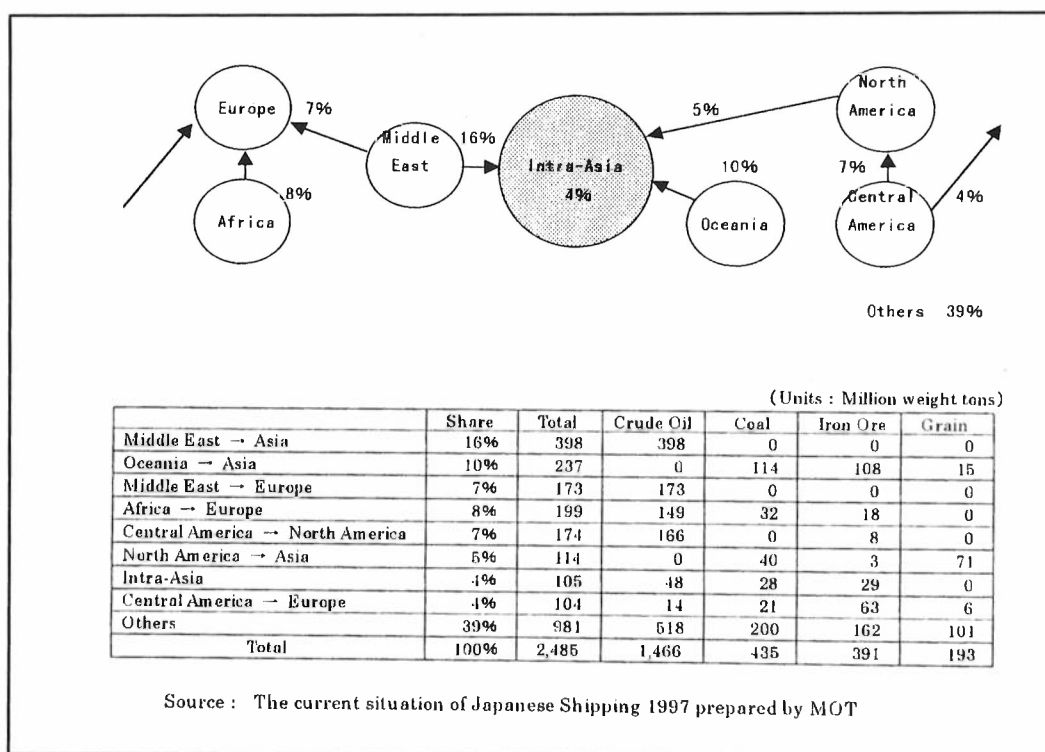 Europe 7%
Africa 8%
Middle East 16%
Intra-Asia
4%
5%
10%
Oceania
North America
7%
Central America
4%
Others 39%
(Units : Million weight tons)
Share Total Crude Oil Coal Iron Ore Grain
Middle East → Asia 16% 398 398 0 0 0
Oceania → Asia 10% 237 0 114 108 15
Middle East → Europe 7% 173 173 0 0 0
Africa → Europe 8% 199 149 32 18 0
Central America → North America 7% 174 166 0 8 0
North America → Asia 5% 114 0 40 3 71
Intra-Asia 4% 105 48 28 29 0
Central America → Europe 4% 104 14 21 63 6
Others 39% 981 518 200 162 101
Total 100% 2,485 1,466 435 391 193
Source : The current situation of Japanese Shipping 1997 prepared by MOT